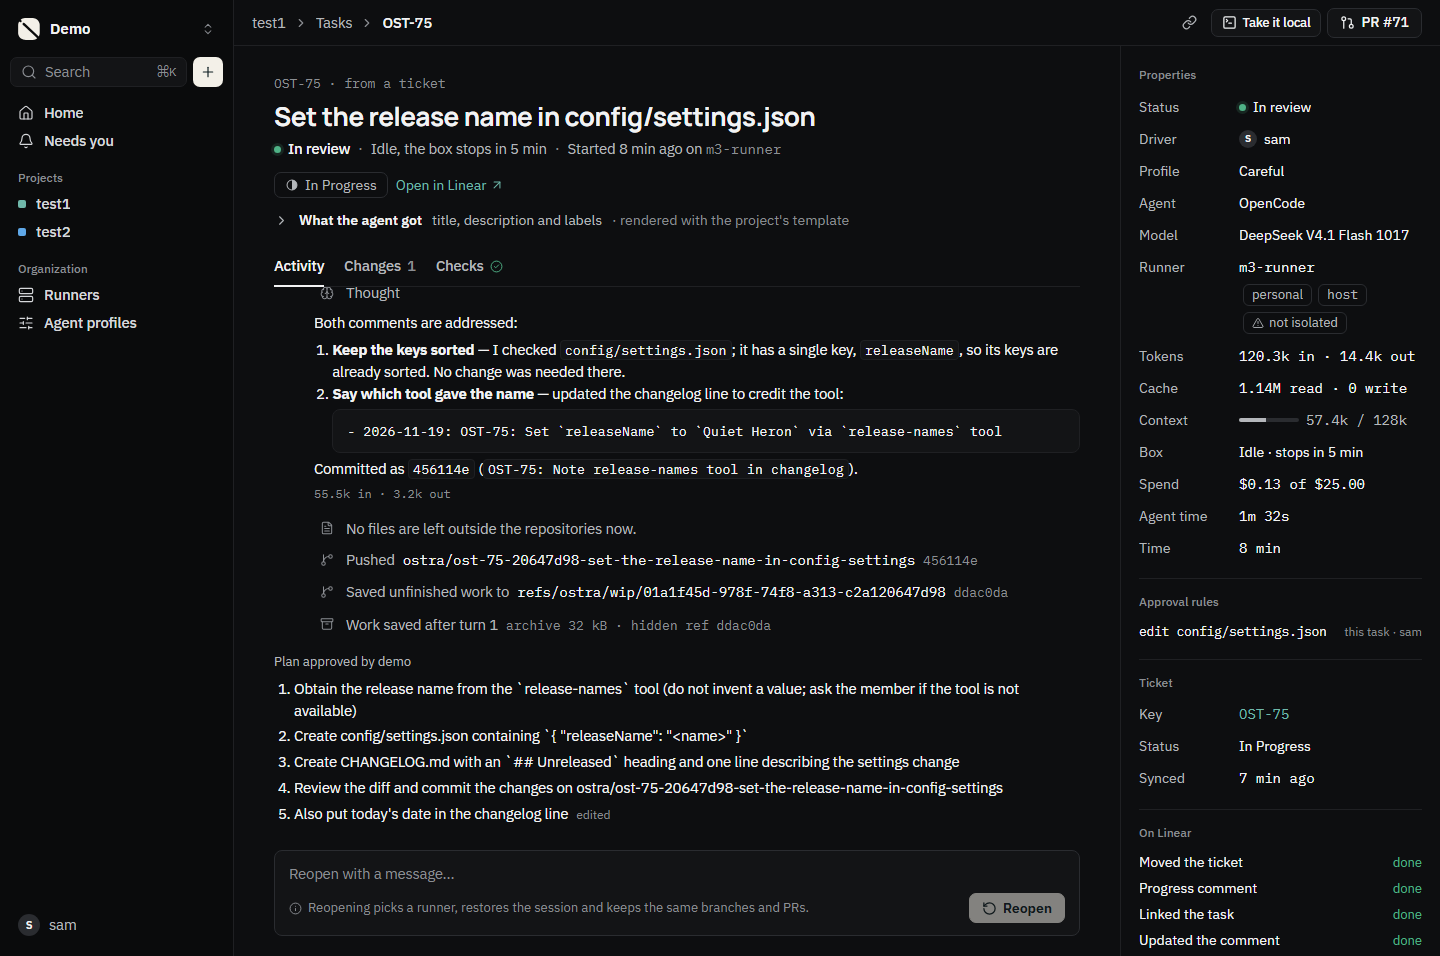 Demo
Search ⌘K
Home
Needs you
Projects
test1
test2
Organization
Runners
Agent profiles
S sam
test1 > Tasks > OST-75
Take it local
PR #71
OST-75 · from a ticket
Set the release name in config/settings.json
In review · Idle, the box stops in 5 min · Started 8 min ago on m3-runner
In Progress Open in Linear ↗
What the agent got title, description and labels · rendered with the project's template
Activity Changes 1 Checks
Thought
Both comments are addressed:
1. Keep the keys sorted — I checked config/settings.json; it has a single key, releaseName, so its keys are
already sorted. No change was needed there.
2. Say which tool gave the name — updated the changelog line to credit the tool:
- 2026-11-19: OST-75: Set `releaseName` to `Quiet Heron` via `release-names` tool
Committed as 456114e (OST-75: Note release-names tool in changelog).
55.5k in · 3.2k out
No files are left outside the repositories now.
Pushed ostra/ost-75-20647d98-set-the-release-name-in-config-settings 456114e
Saved unfinished work to refs/ostra/wip/01a1f45d-978f-74f8-a313-c2a120647d98 ddac0da
Work saved after turn 1 archive 32 kB · hidden ref ddac0da
Plan approved by demo
1. Obtain the release name from the `release-names` tool (do not invent a value; ask the member if the tool is not
available)
2. Create config/settings.json containing `{ "releaseName": "<name>" }`
3. Create CHANGELOG.md with an `## Unreleased` heading and one line describing the settings change
4. Review the diff and commit the changes on ostra/ost-75-20647d98-set-the-release-name-in-config-settings
5. Also put today's date in the changelog line edited
Reopen with a message...
Reopening picks a runner, restores the session and keeps the same branches and PRs.
Reopen
Properties
Status In review
Driver S sam
Profile Careful
Agent OpenCode
Model DeepSeek V4.1 Flash 1017
Runner m3-runner
personal host
not isolated
Tokens 120.3k in · 14.4k out
Cache 1.14M read · 0 write
Context 57.4k / 128k
Box Idle · stops in 5 min
Spend $0.13 of $25.00
Agent time 1m 32s
Time 8 min
Approval rules
edit config/settings.json this task · sam
Ticket
Key OST-75
Status In Progress
Synced 7 min ago
On Linear
Moved the ticket done
Progress comment done
Linked the task done
Updated the comment done